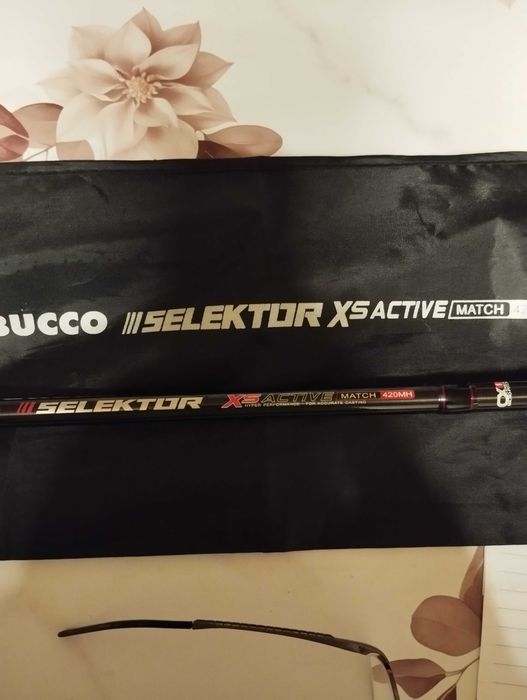 BUCCO SELEKTOR XS ACTIVE MATCH
SELEKTOR XS ACTIVE MATCH 420MH
HYPER PERFORMANCE - FOR ACCURATE CASTING